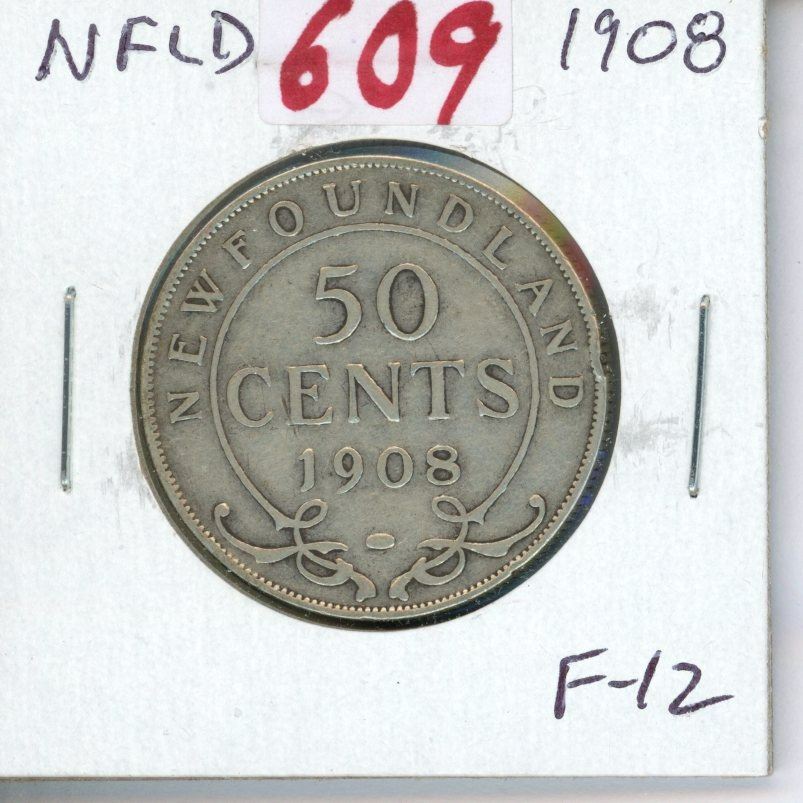 NFLD 609 1908
NEWFOUNDLAND
50
CENTS
1908
F-12